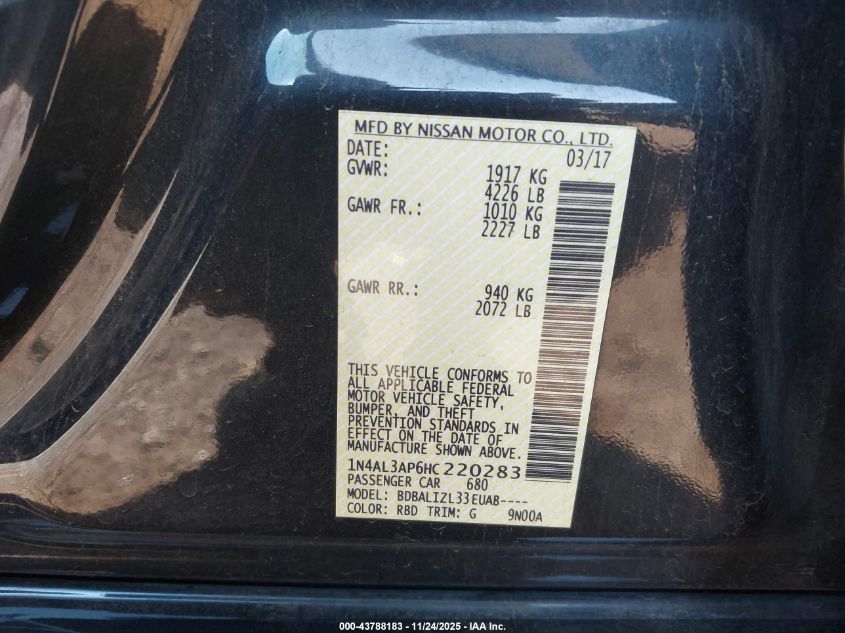 MFD BY NISSAN MOTOR CO., LTD.
DATE: 03/17
GVWR: 1917 KG
4226 LB
GAWR FR.: 1010 KG
2227 LB
GAWR RR.: 940 KG
2072 LB
THIS VEHICLE CONFORMS TO
ALL APPLICABLE FEDERAL
MOTOR VEHICLE SAFETY,
BUMPER, AND THEFT
PREVENTION STANDARDS IN
EFFECT ON THE DATE OF
MANUFACTURE SHOWN ABOVE.
1N4AL3AP6HC220283
PASSENGER CAR 680
MODEL: BDBALIZL33EUAB----
COLOR: RBD TRIM: G 9N00A
000-43788183 - 11/24/2025 - IAA Inc.